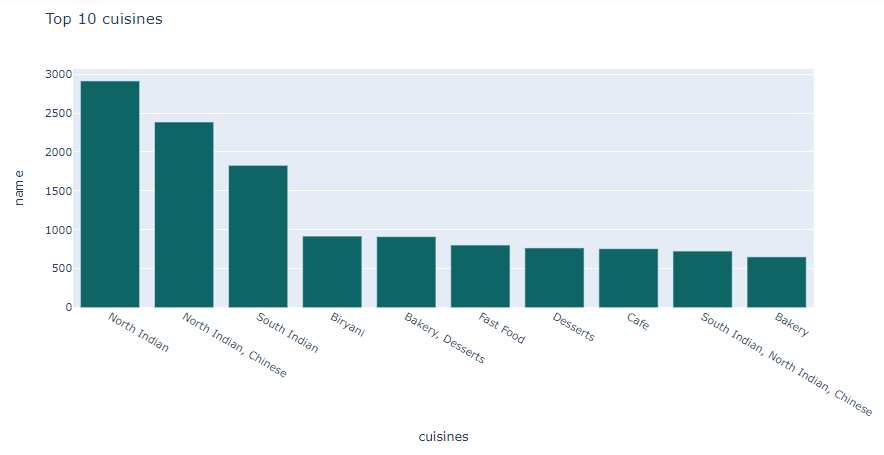 Top 10 cuisines
3000
2500
2000
1500
1000
500
0
name
North Indian
North Indian, Chinese
South Indian
Biryani
Bakery, Desserts
Fast Food
Desserts
Cafe
South Indian, North Indian, Chinese
Bakery
cuisines